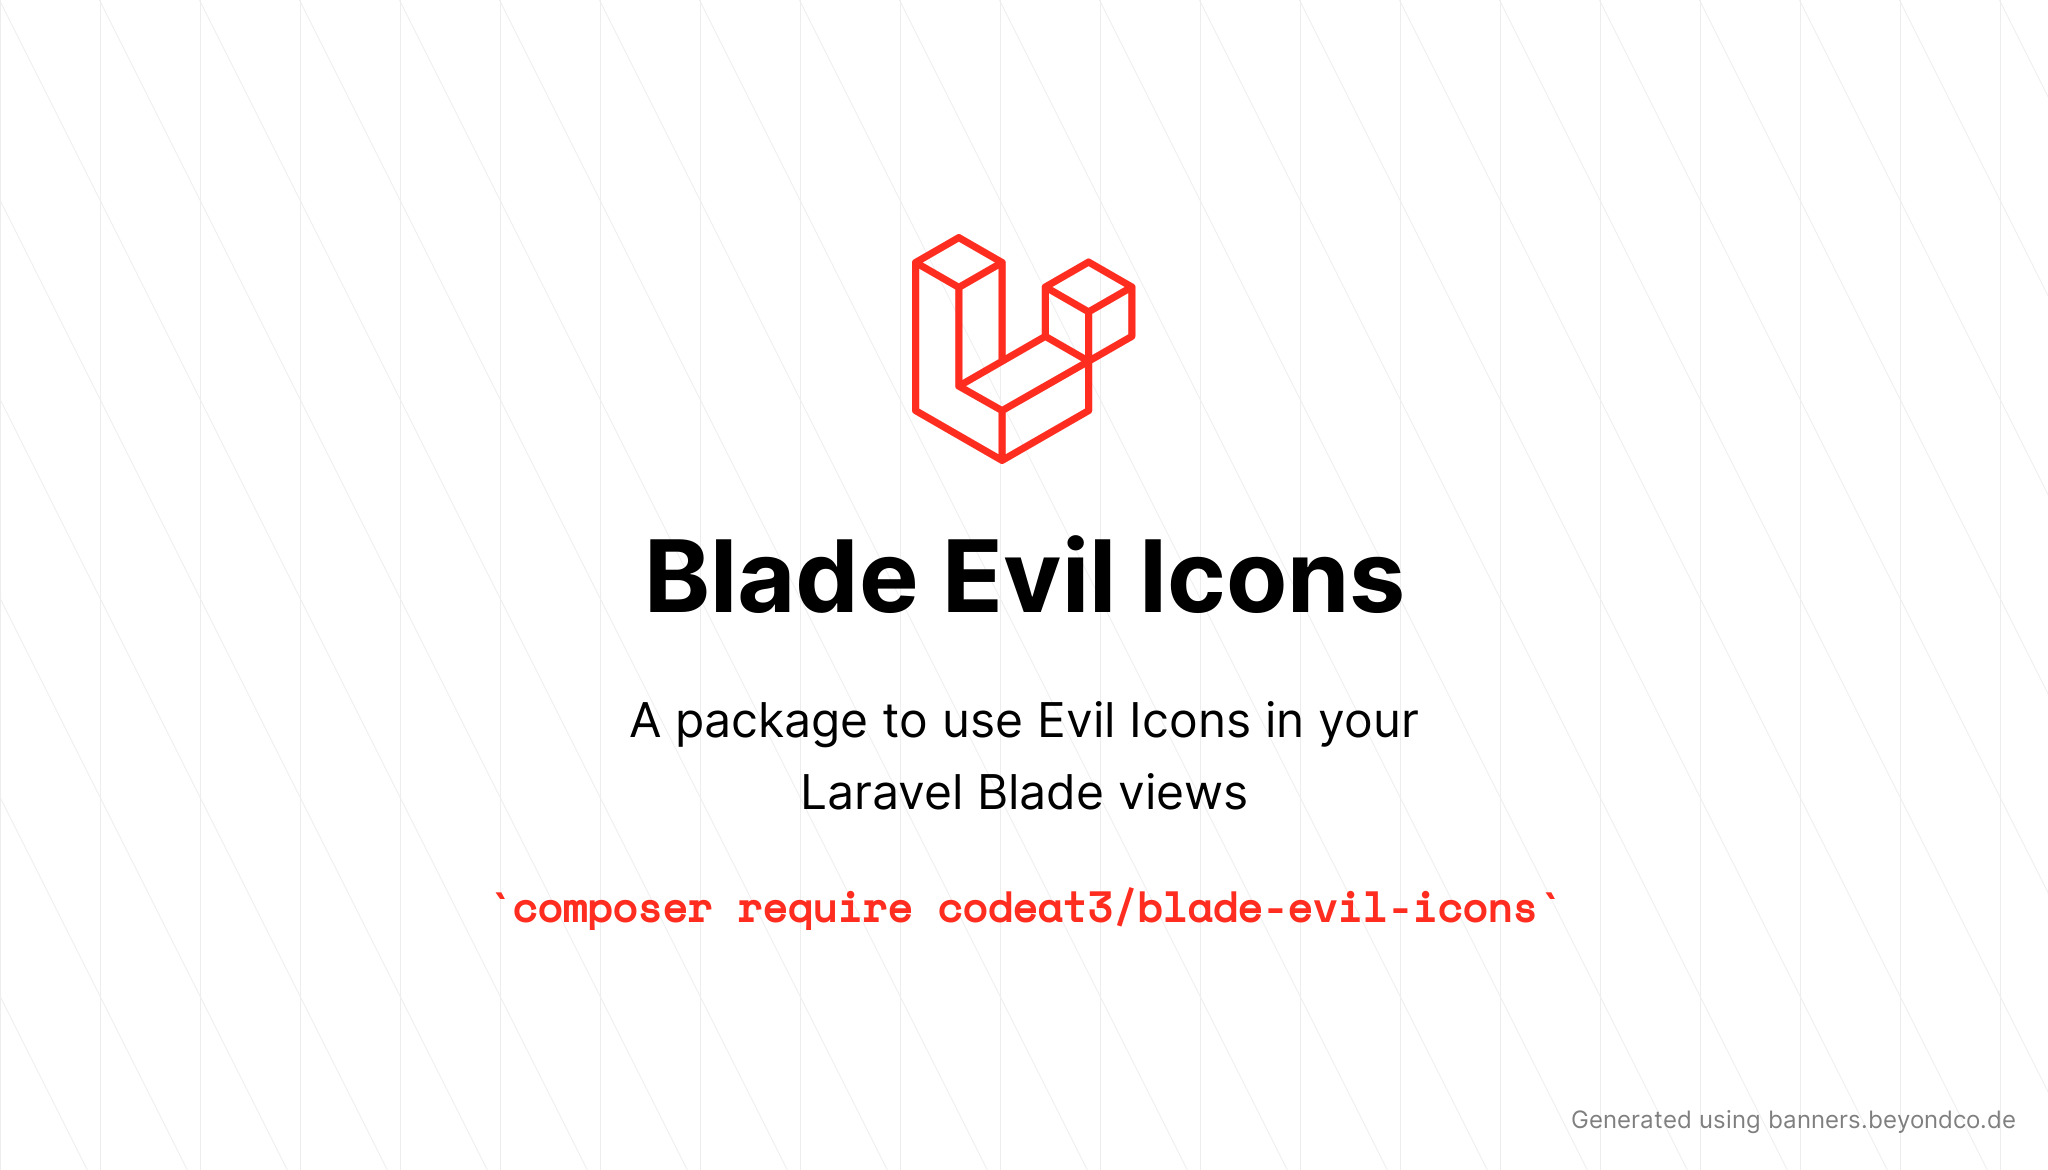 Blade Evil Icons
A package to use Evil Icons in your
Laravel Blade views
`composer require codeat3/blade-evil-icons`
Generated using banners.beyondco.de